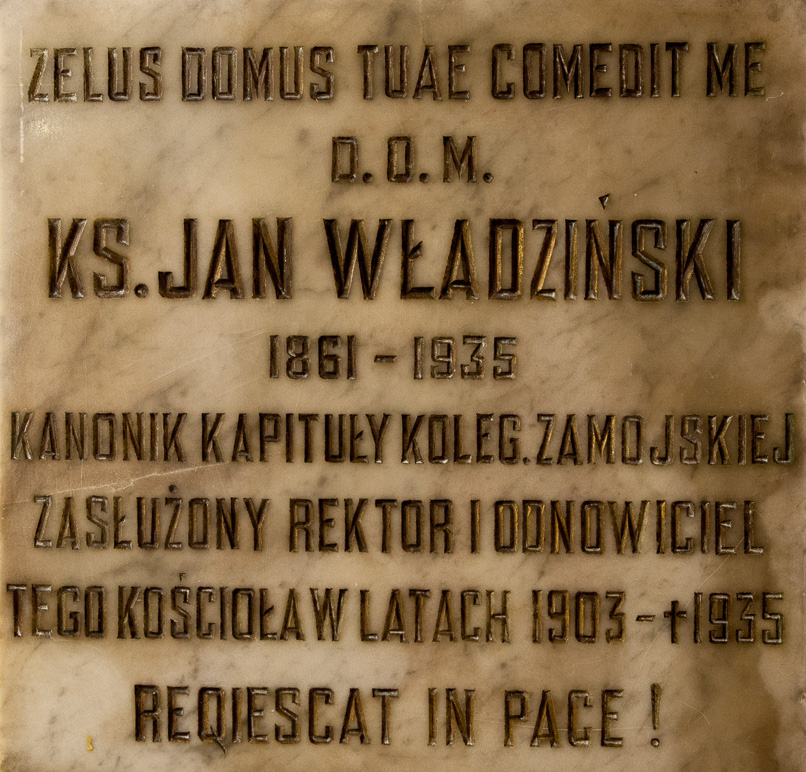 ZELUS DOMUS TUAE COMEDIT ME
D.O.M.
KS. JAN WŁADZIŃSKI
1861 - 1935
KANONIK KAPITUŁY KOLEG. ZAMOJSKIEJ
ZASŁUŻONY REKTOR I ODNOWICIEL
TEGO KOŚCIOŁA W LATACH 1903 - †1935
REQIESCAT IN PACE !